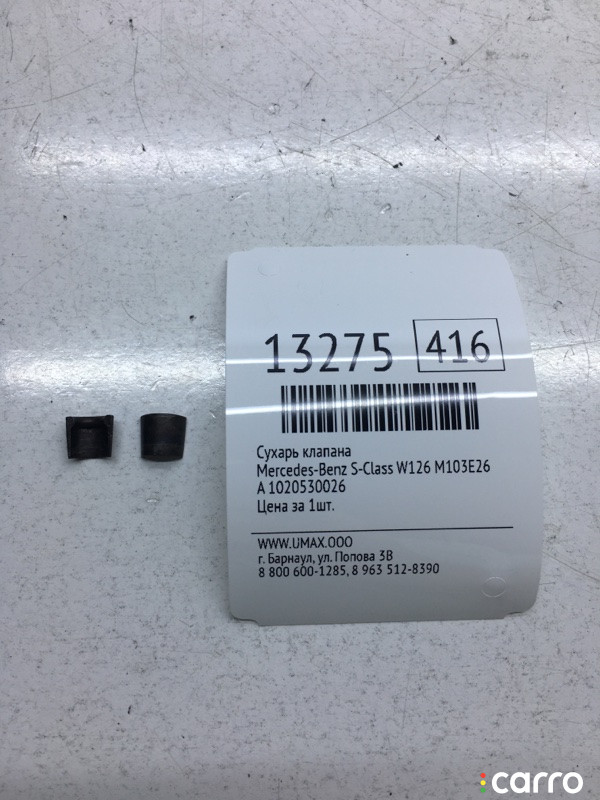 13275 416
Сухарь клапана
Mercedes-Benz S-Class W126 M103E26
A 1020530026
Цена за 1шт.
WWW.UMAX.OOO
г. Барнаул, ул. Попова 3В
8 800 600-1285, 8 963 512-8390
carro